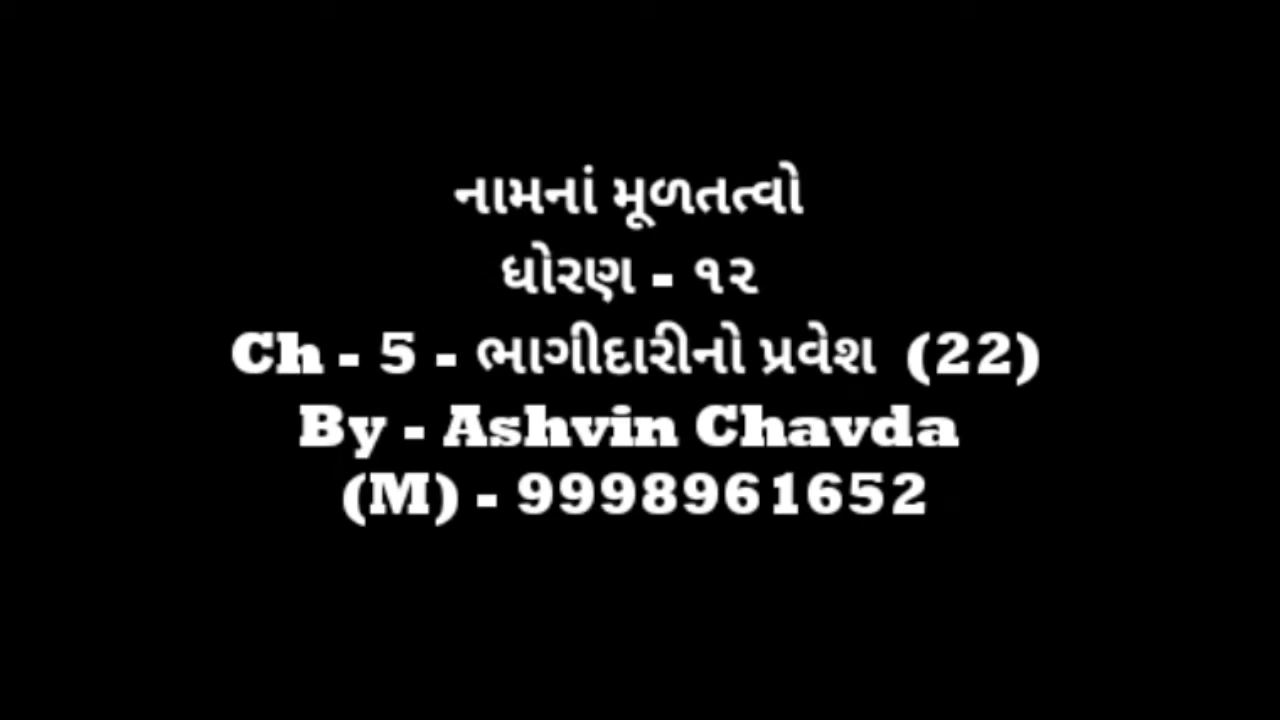 નામનાં મૂળતત્વો
ધોરણ - ૧૨
Ch - 5 - ભાગીદારીનો પ્રવેશ (22)
By - Ashvin Chavda
(M) - 9998961652